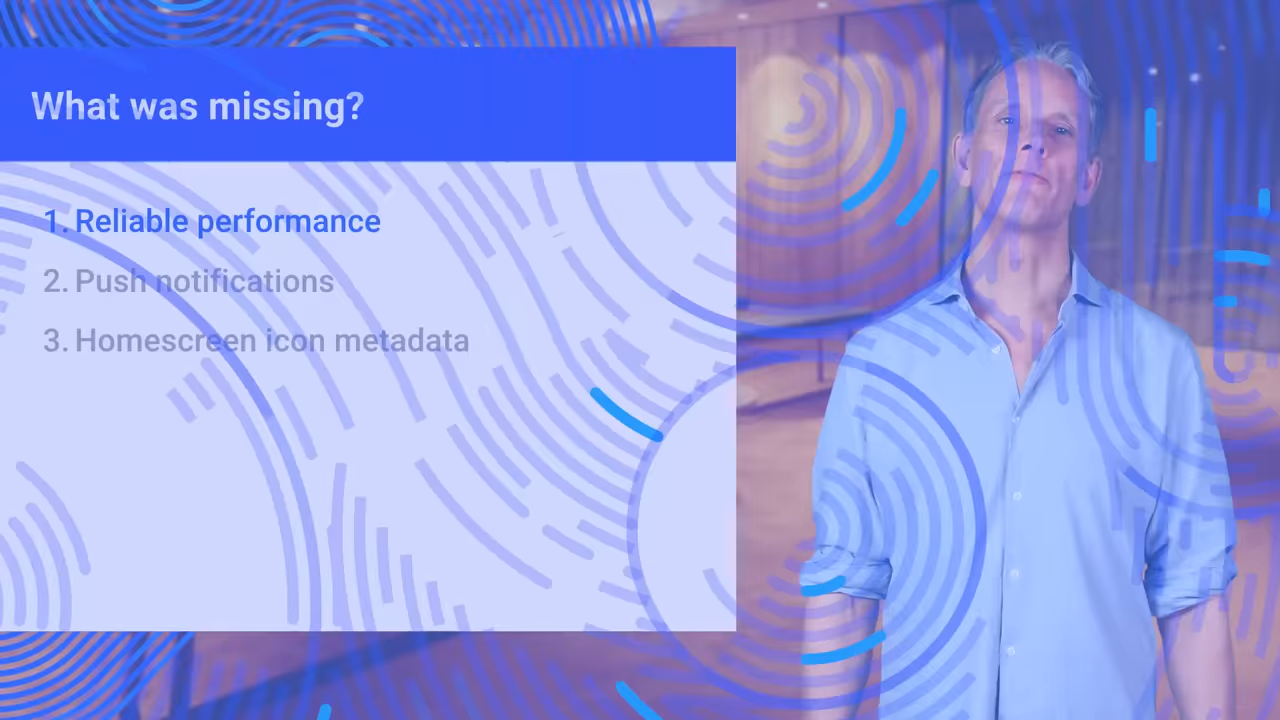 What was missing?
1. Reliable performance
2. Push notifications
3. Homescreen icon metadata